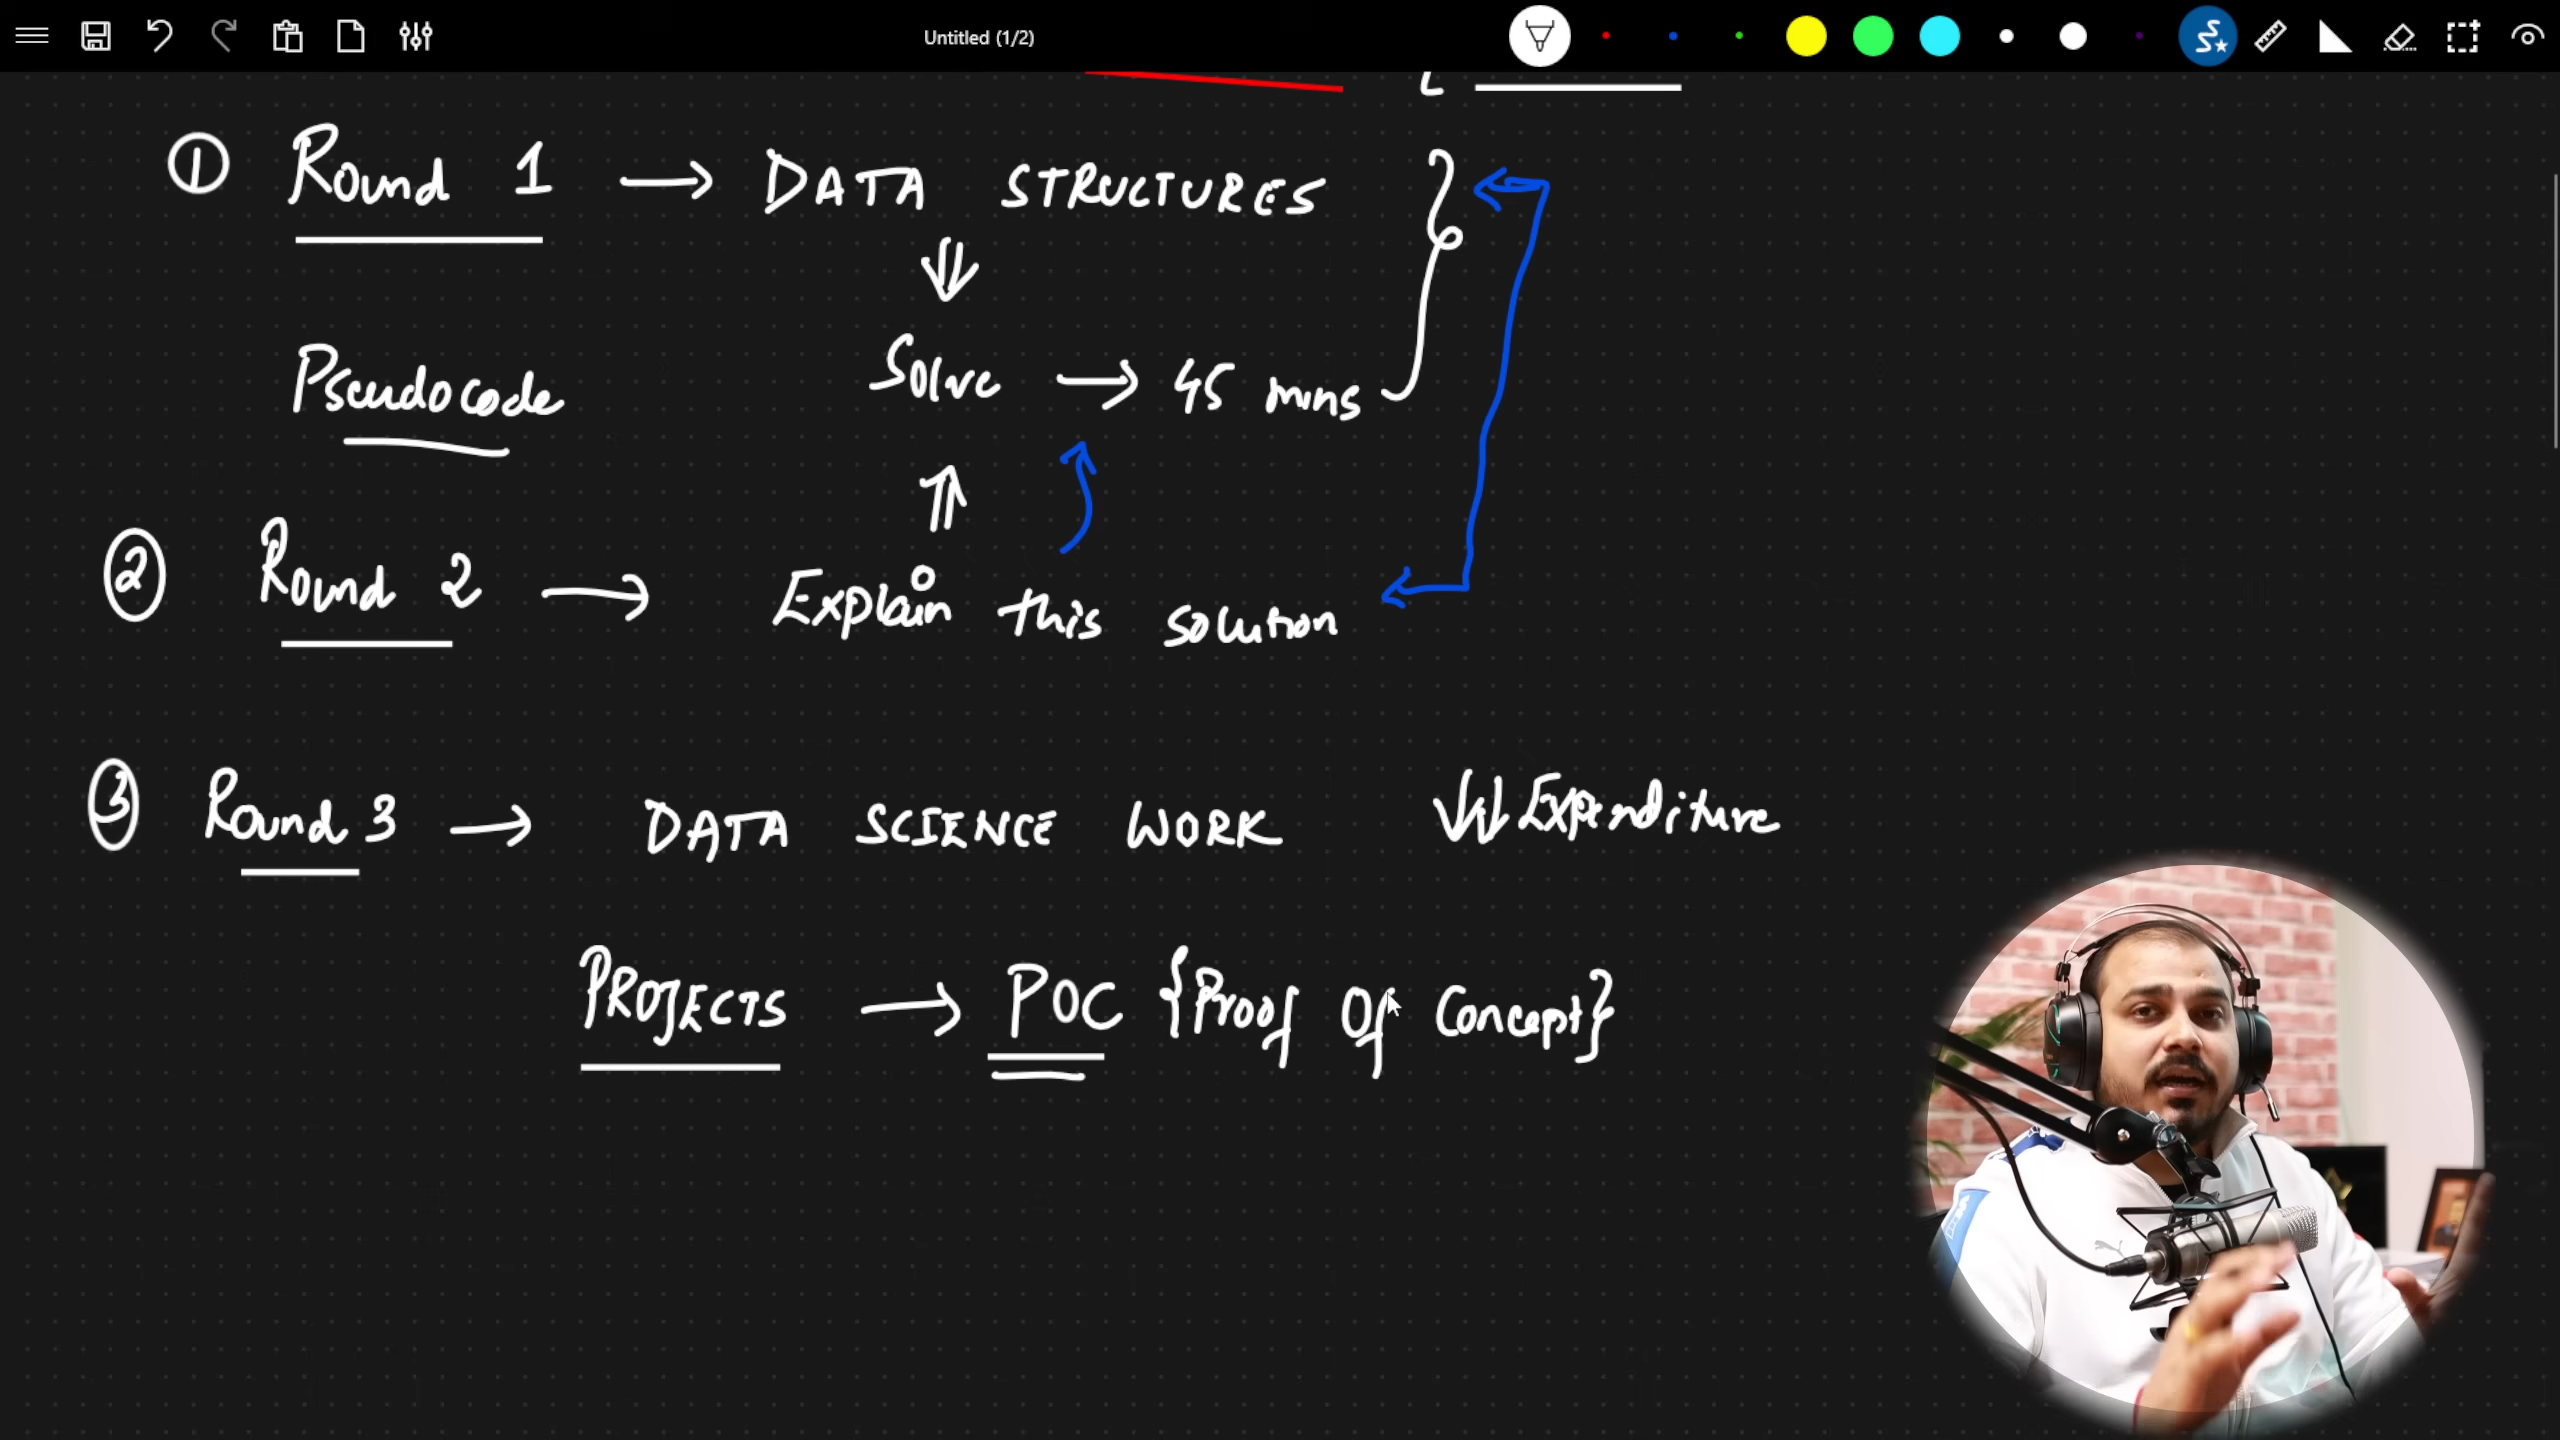 Untitled (1/2)
① Round 1 → DATA STRUCTURES
Pseudocode
Solve → 45 mins
② Round 2 → Explain this solution
③ Round 3 → DATA SCIENCE WORK ↓↓ Expenditure
PROJECTS → POC {Proof Of Concept}